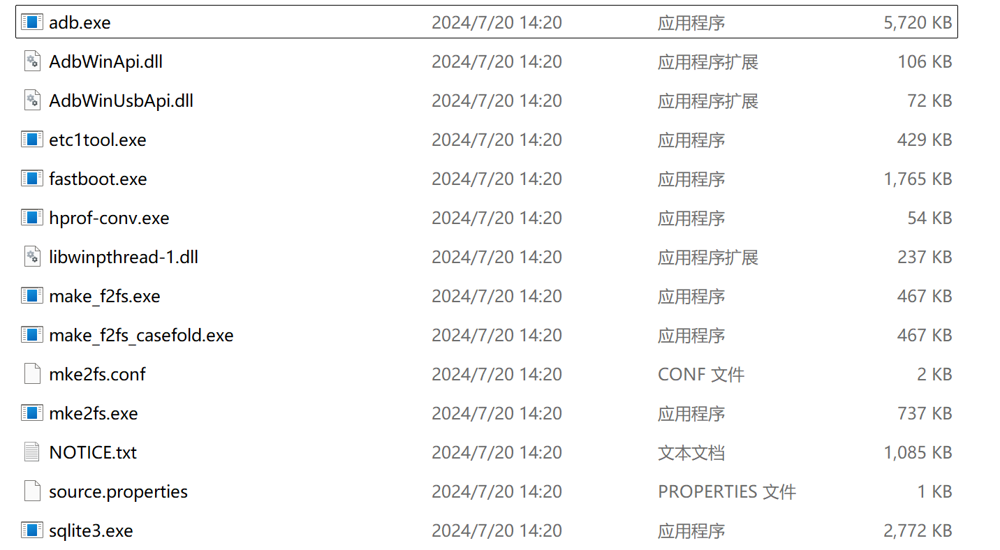 adb.exe 2024/7/20 14:20 应用程序 5,720 KB
AdbWinApi.dll 2024/7/20 14:20 应用程序扩展 106 KB
AdbWinUsbApi.dll 2024/7/20 14:20 应用程序扩展 72 KB
etc1tool.exe 2024/7/20 14:20 应用程序 429 KB
fastboot.exe 2024/7/20 14:20 应用程序 1,765 KB
hprof-conv.exe 2024/7/20 14:20 应用程序 54 KB
libwinpthread-1.dll 2024/7/20 14:20 应用程序扩展 237 KB
make_f2fs.exe 2024/7/20 14:20 应用程序 467 KB
make_f2fs_casefold.exe 2024/7/20 14:20 应用程序 467 KB
mke2fs.conf 2024/7/20 14:20 CONF 文件 2 KB
mke2fs.exe 2024/7/20 14:20 应用程序 737 KB
NOTICE.txt 2024/7/20 14:20 文本文档 1,085 KB
source.properties 2024/7/20 14:20 PROPERTIES 文件 1 KB
sqlite3.exe 2024/7/20 14:20 应用程序 2,772 KB